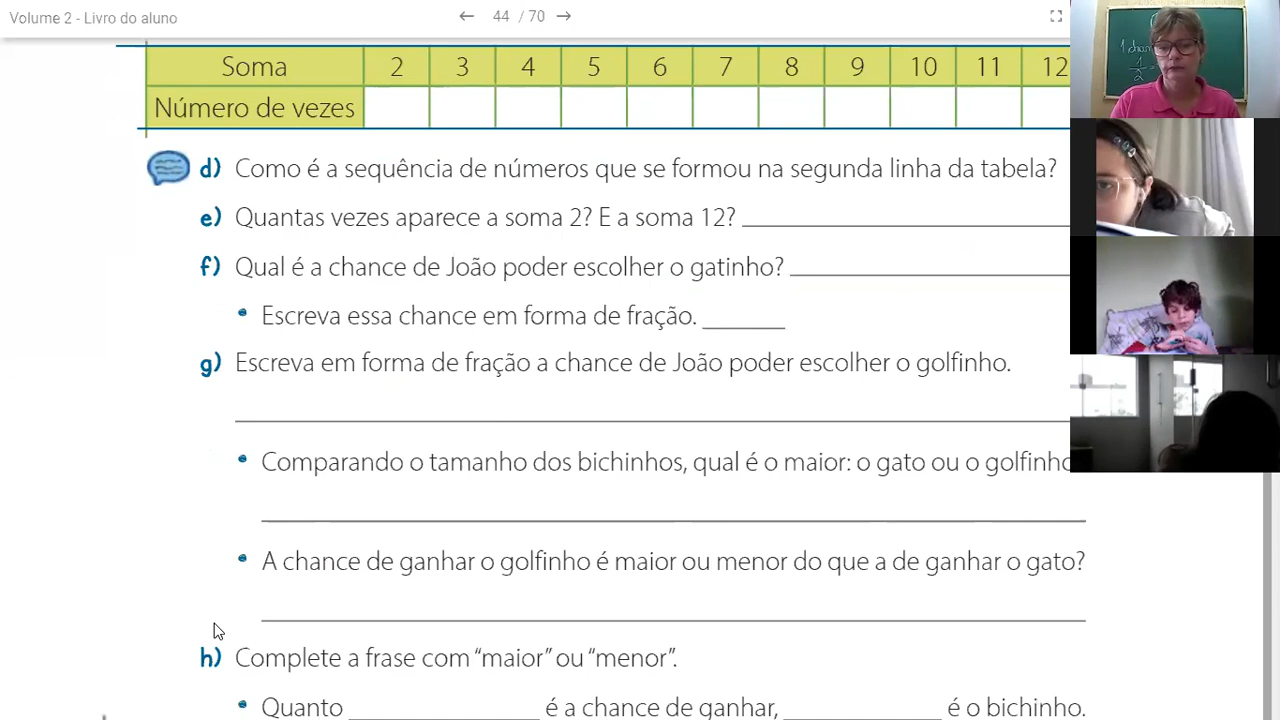 Volume 2 - Livro do aluno
← 44 / 70 →
Soma 2 3 4 5 6 7 8 9 10 11 12
Número de vezes
d) Como é a sequência de números que se formou na segunda linha da tabela?
e) Quantas vezes aparece a soma 2? E a soma 12?
f) Qual é a chance de João poder escolher o gatinho?
• Escreva essa chance em forma de fração.
g) Escreva em forma de fração a chance de João poder escolher o golfinho.
• Comparando o tamanho dos bichinhos, qual é o maior: o gato ou o golfinho
• A chance de ganhar o golfinho é maior ou menor do que a de ganhar o gato?
h) Complete a frase com “maior” ou “menor”.
• Quanto ____ é a chance de ganhar, ____ é o bichinho.
1
2